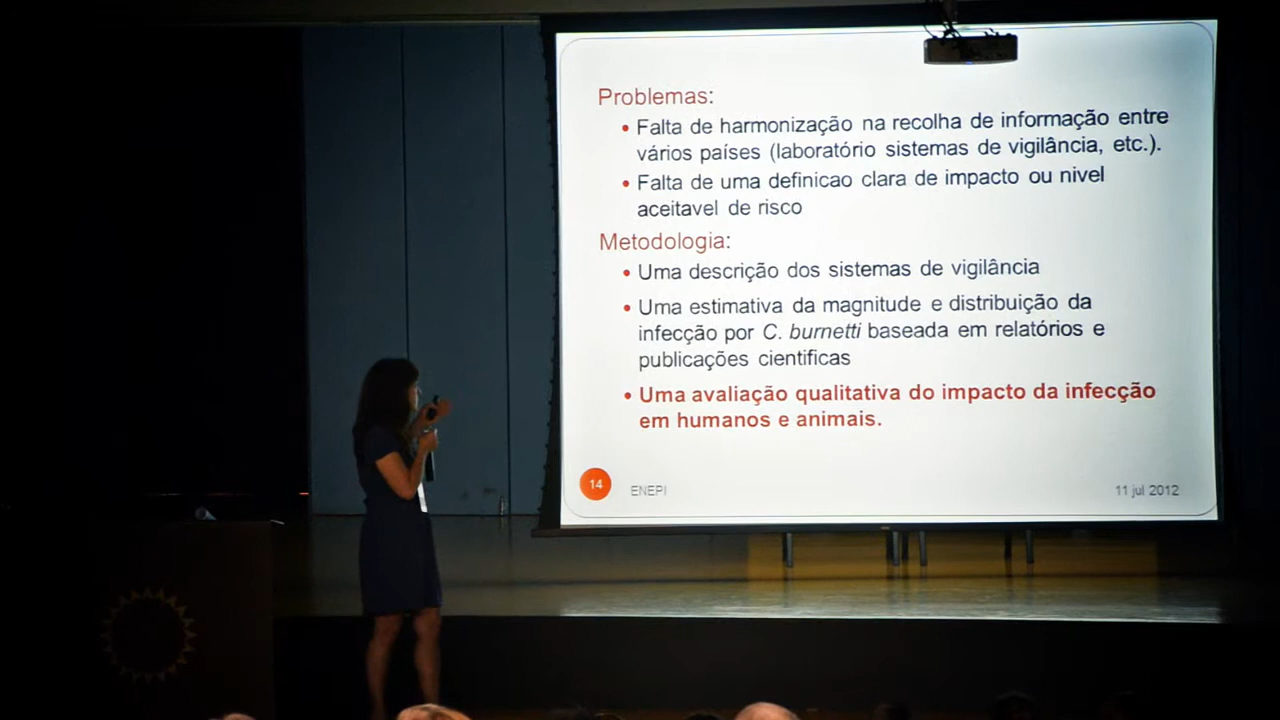 Problemas:
• Falta de harmonização na recolha de informação entre
vários países (laboratório sistemas de vigilância, etc.).
• Falta de uma definicao clara de impacto ou nivel
aceitavel de risco
Metodologia:
• Uma descrição dos sistemas de vigilância
• Uma estimativa da magnitude e distribuição da
infecção por C. burnetti baseada em relatórios e
publicações cientificas
• Uma avaliação qualitativa do impacto da infecção
em humanos e animais.
14
ENEPI
11 jul 2012